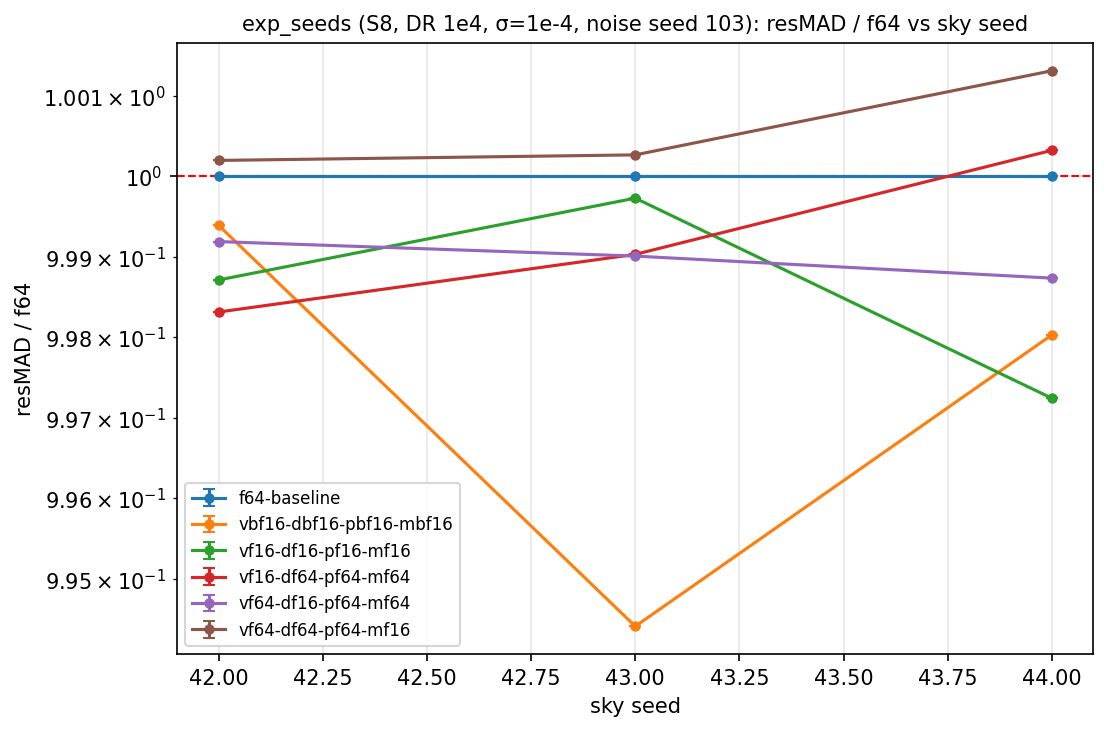 exp_seeds (S8, DR 1e4, σ=1e-4, noise seed 103): resMAD / f64 vs sky seed
1.001 × 10⁰
10⁰
9.99 × 10⁻¹
9.98 × 10⁻¹
9.97 × 10⁻¹
9.96 × 10⁻¹
9.95 × 10⁻¹
resMAD / f64
f64-baseline
vbf16-dbf16-pbf16-mbf16
vf16-df16-pf16-mf16
vf16-df64-pf64-mf64
vf64-df16-pf64-mf64
vf64-df64-pf64-mf16
42.00 42.25 42.50 42.75 43.00 43.25 43.50 43.75 44.00
sky seed